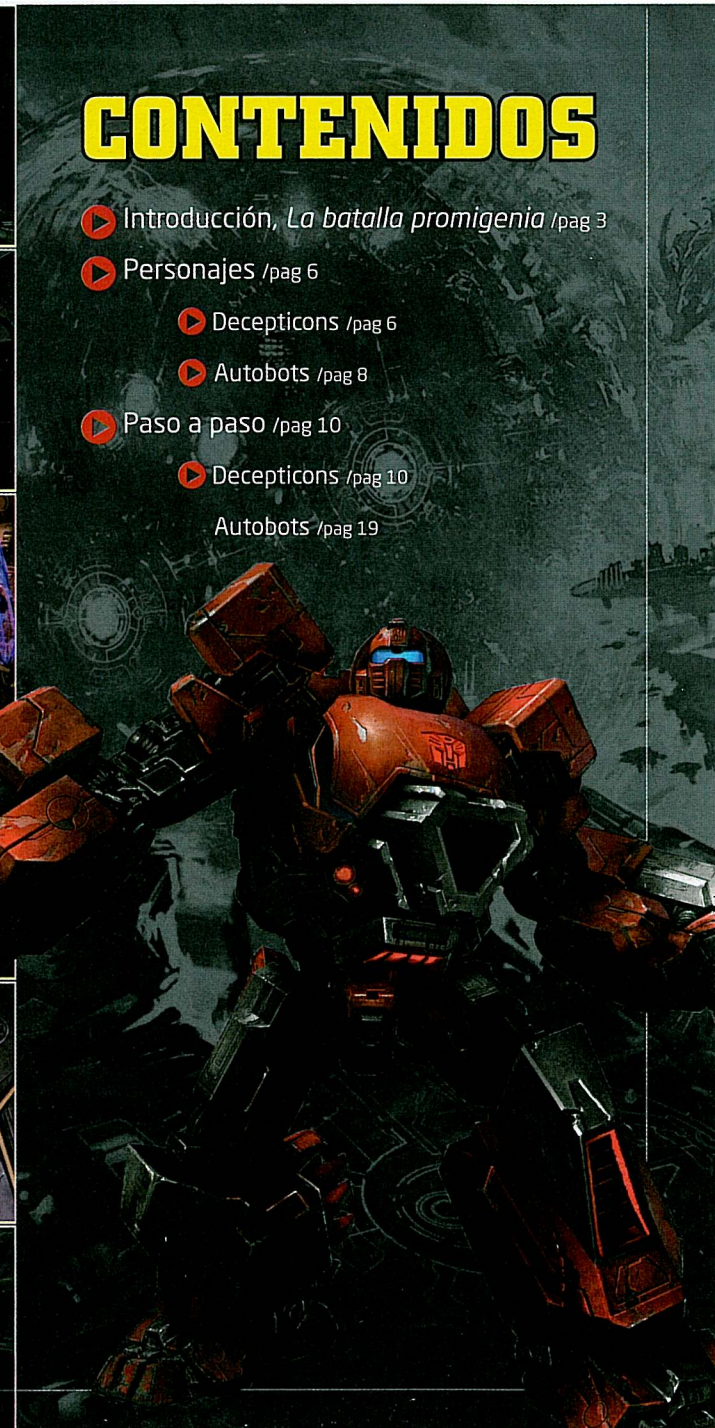 CONTENIDOS
Introducción, La batalla promigenia /pag 3
Personajes /pag 6
Decepticons /pag 6
Autobots /pag 8
Paso a paso /pag 10
Decepticons /pag 10
Autobots /pag 19